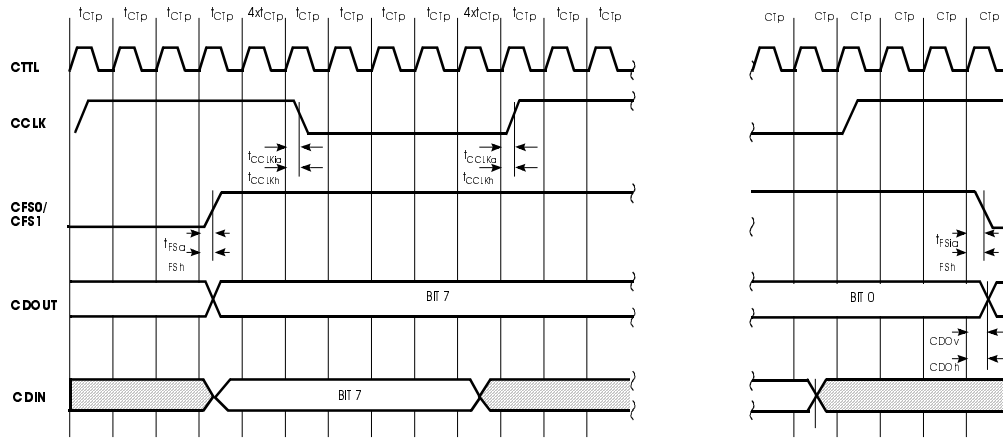 tCTp tCTp tCTp tCTp 4xtCTp tCTp tCTp tCTp tCTp 4xtCTp tCTp tCTp tCTp CTp CTp CTp CTp CTp CTp
CTTL
CCLK
tCCLKia tCCLKa
tCCLKh tCCLKh
CFS0/
CFS1
tFSa tFSia
FSh FSh
CDOUT BIT 7 BIT 0
CDOv
CDOh
CDIN BIT 7